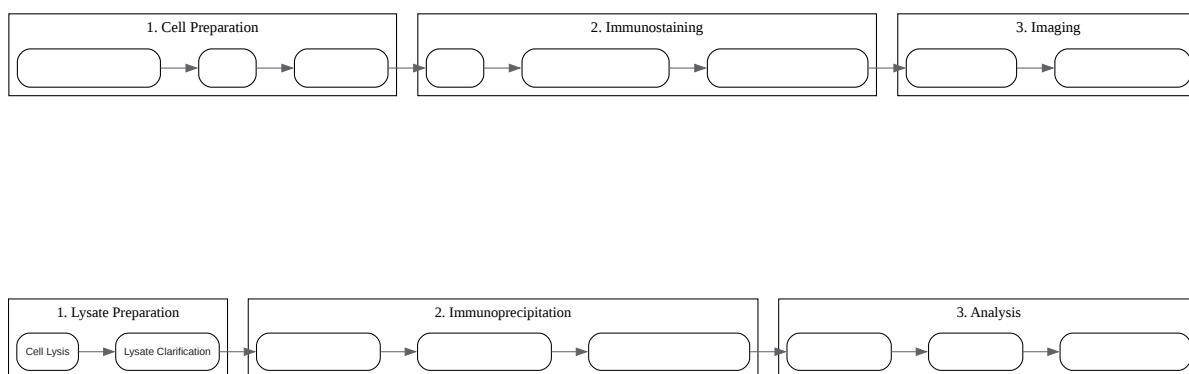 1. Cell Preparation
2. Immunostaining
3. Imaging
1. Lysate Preparation
2. Immunoprecipitation
3. Analysis
Cell Lysis
Lysate Clarification